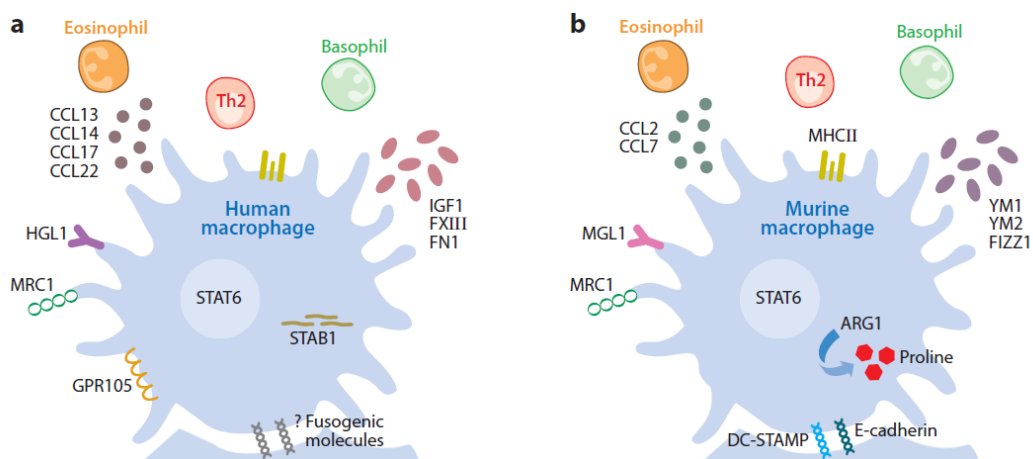 a
Eosinophil
Basophil
Th2
CCL13
CCL14
CCL17
CCL22
IGF1
FXIII
FN1
Human
macrophage
HGL1
MRC1
STAT6
STAB1
GPR105
? Fusogenic
molecules
b
Eosinophil
Basophil
Th2
CCL2
CCL7
MHCII
YM1
YM2
FIZZ1
Murine
macrophage
MGL1
MRC1
STAT6
ARG1
Proline
DC-STAMP
E-cadherin